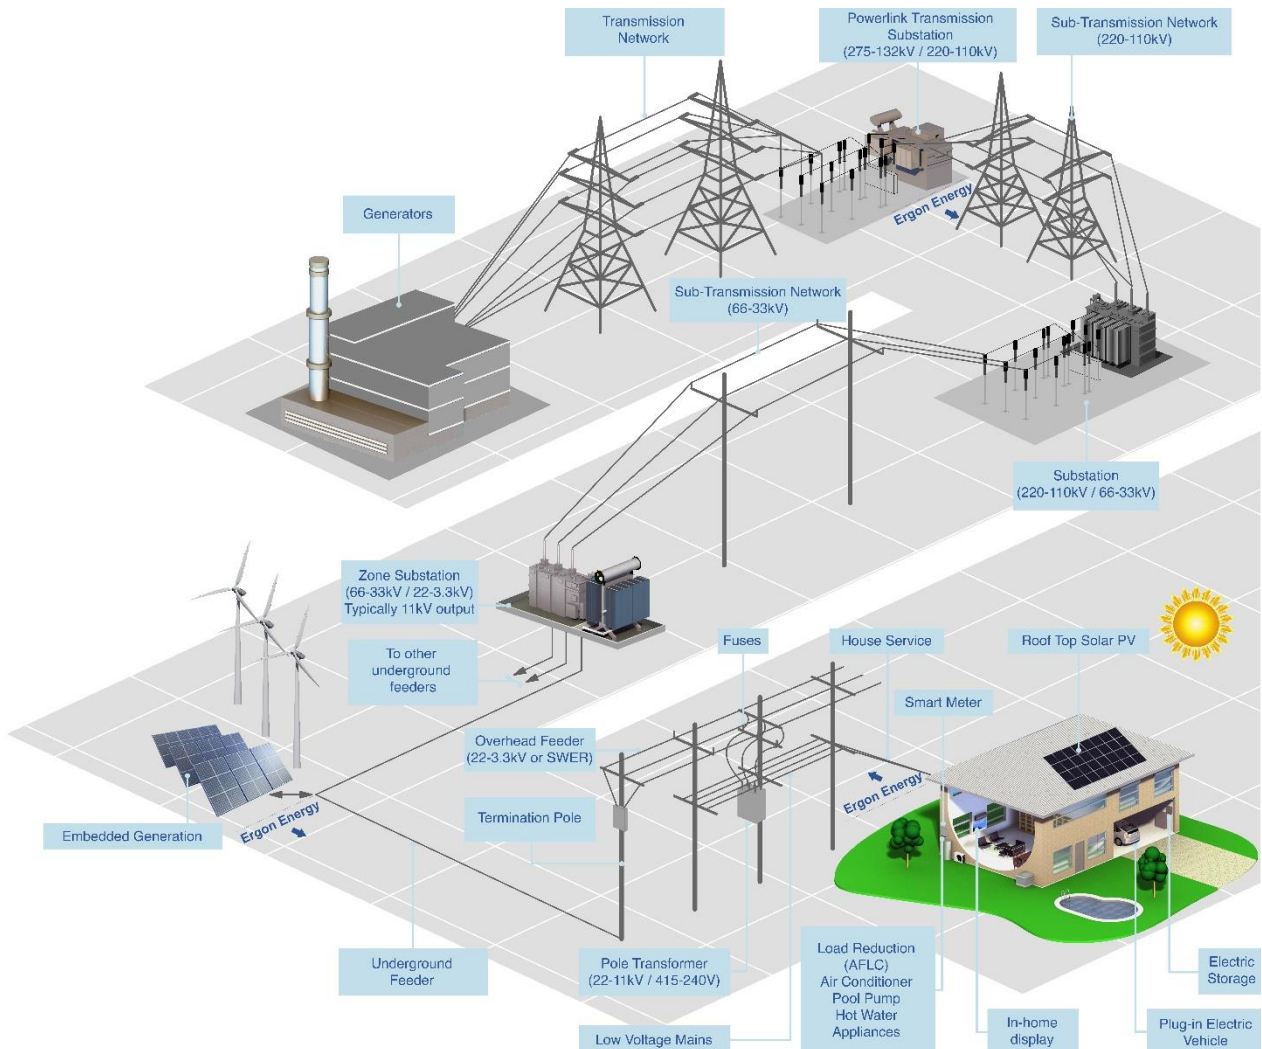 Transmission
Network
Powerlink Transmission
Substation
(275-132kV / 220-110kV)
Sub-Transmission Network
(220-110kV)
Generators
Ergon Energy
Sub-Transmission Network
(66-33kV)
Substation
(220-110kV / 66-33kV)
Zone Substation
(66-33kV / 22-3.3kV)
Typically 11kV output
To other
underground
feeders
Fuses
House Service
Roof Top Solar PV
Smart Meter
Overhead Feeder
(22-3.3kV or SWER)
Ergon Energy
Termination Pole
Ergon Energy
Embedded Generation
Underground
Feeder
Pole Transformer
(22-11kV / 415-240V)
Low Voltage Mains
Load Reduction
(AFLC)
Air Conditioner
Pool Pump
Hot Water
Appliances
In-home
display
Plug-in Electric
Vehicle
Electric
Storage